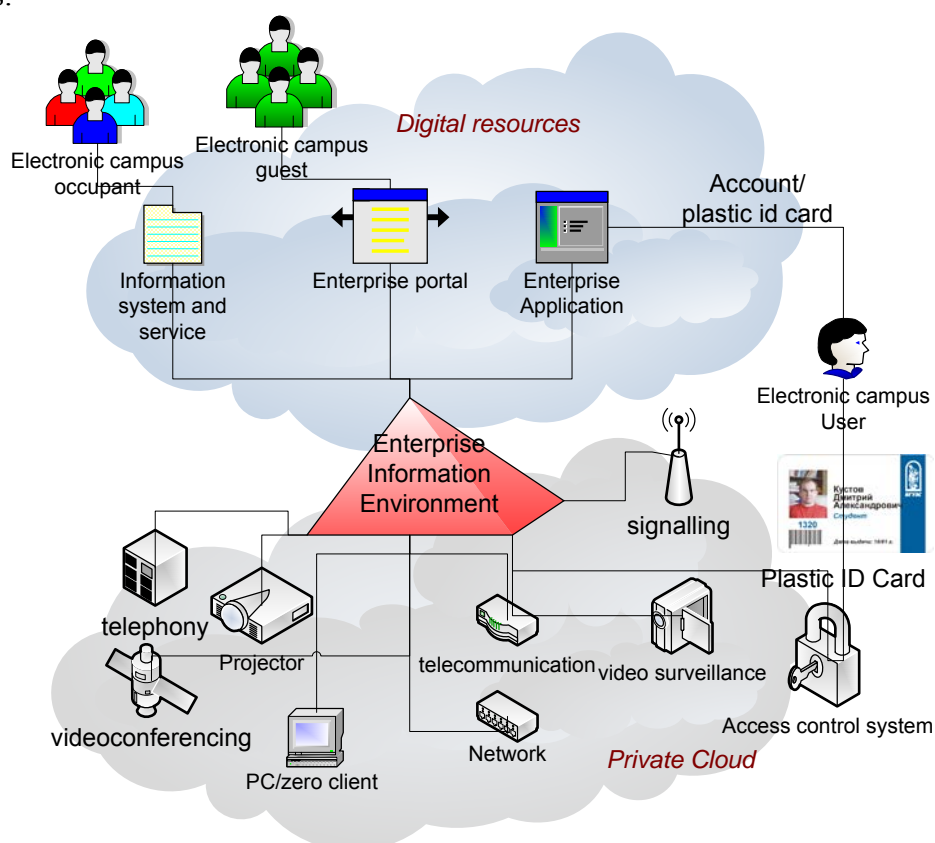 s.
Digital resources
Electronic campus
occupant
Electronic campus
guest
Account/
plastic id card
Information
system and
service
Enterprise portal
Enterprise
Application
Electronic campus
User
Enterprise
Information
Environment
signalling
Кустов
Дмитрий
Александрович
Студент
1320
Plastic ID Card
telephony
Projector
telecommunication
video surveillance
Access control system
videoconferencing
PC/zero client
Network
Private Cloud